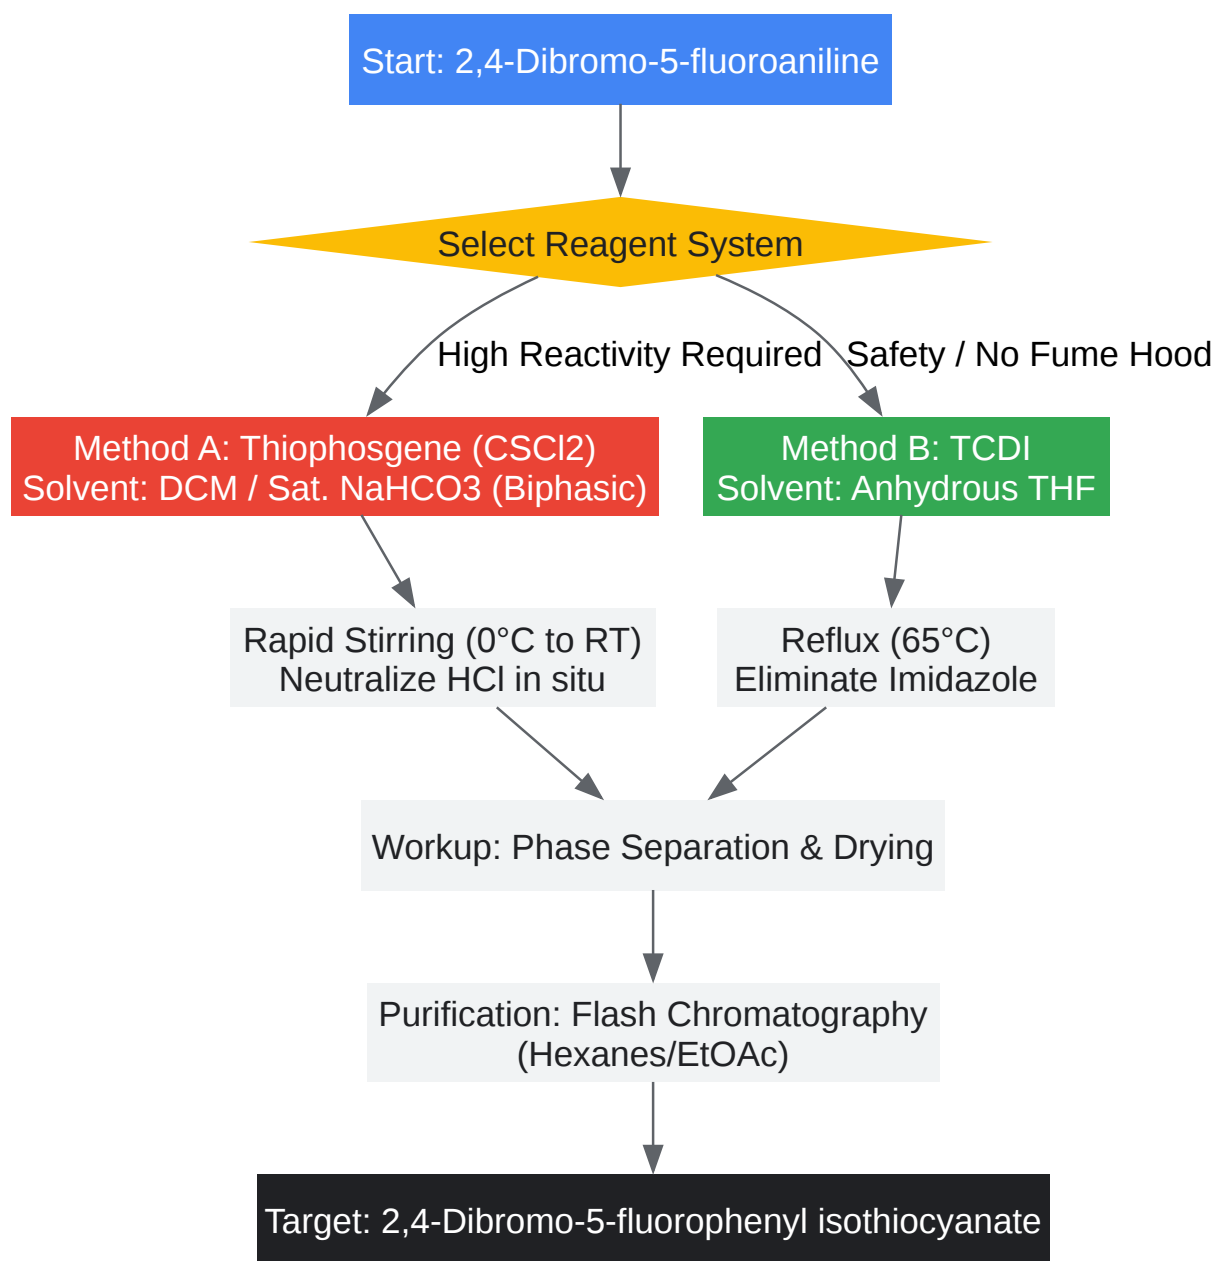 Start: 2,4-Dibromo-5-fluoroaniline
Select Reagent System
High Reactivity Required
Safety / No Fume Hood
Method A: Thiophosgene (CSCl2)
Solvent: DCM / Sat. NaHCO3 (Biphasic)
Method B: TCDI
Solvent: Anhydrous THF
Rapid Stirring (0°C to RT)
Neutralize HCl in situ
Reflux (65°C)
Eliminate Imidazole
Workup: Phase Separation & Drying
Purification: Flash Chromatography
(Hexanes/EtOAc)
Target: 2,4-Dibromo-5-fluorophenyl isothiocyanate